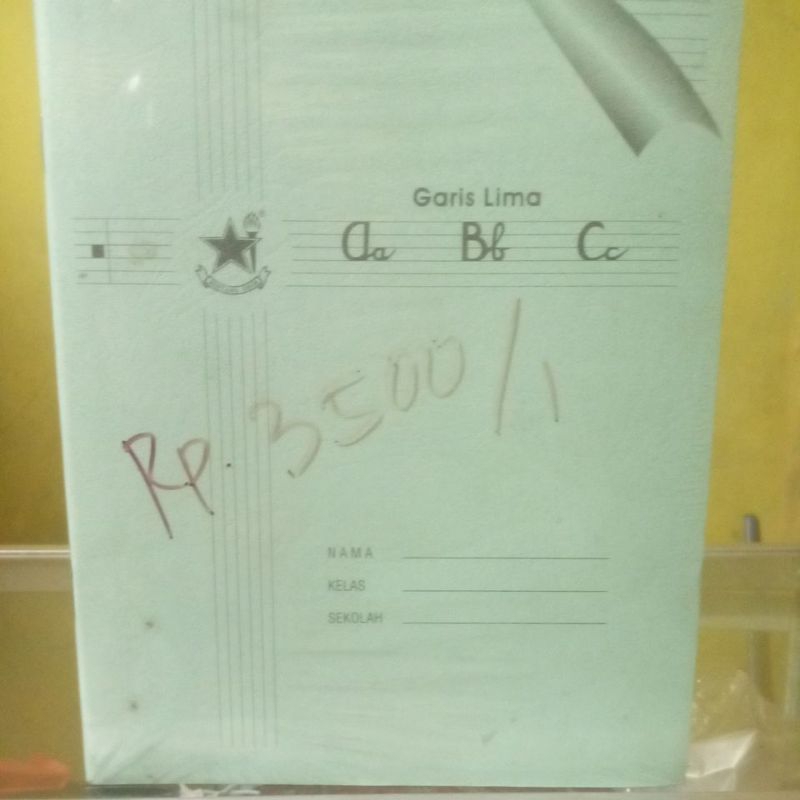 Garis Lima
Aa Bb Cc
Rp. 3500/1
NAMA
KELAS
SEKOLAH